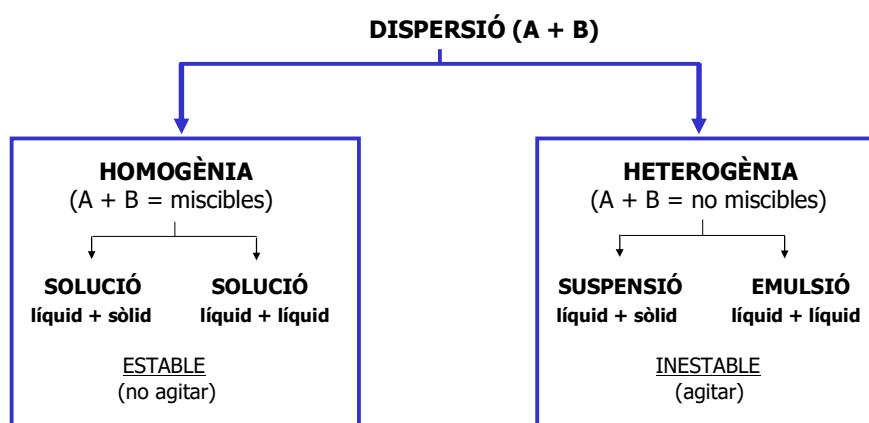 DISPERSIÓ (A + B)
HOMOGÈNIA
(A + B = miscibles)
SOLUCIÓ
líquid + sòlid
SOLUCIÓ
líquid + líquid
ESTABLE
(no agitar)
HETEROGÈNIA
(A + B = no miscibles)
SUSPENSIÓ
líquid + sòlid
EMULSIÓ
líquid + líquid
INESTABLE
(agitar)